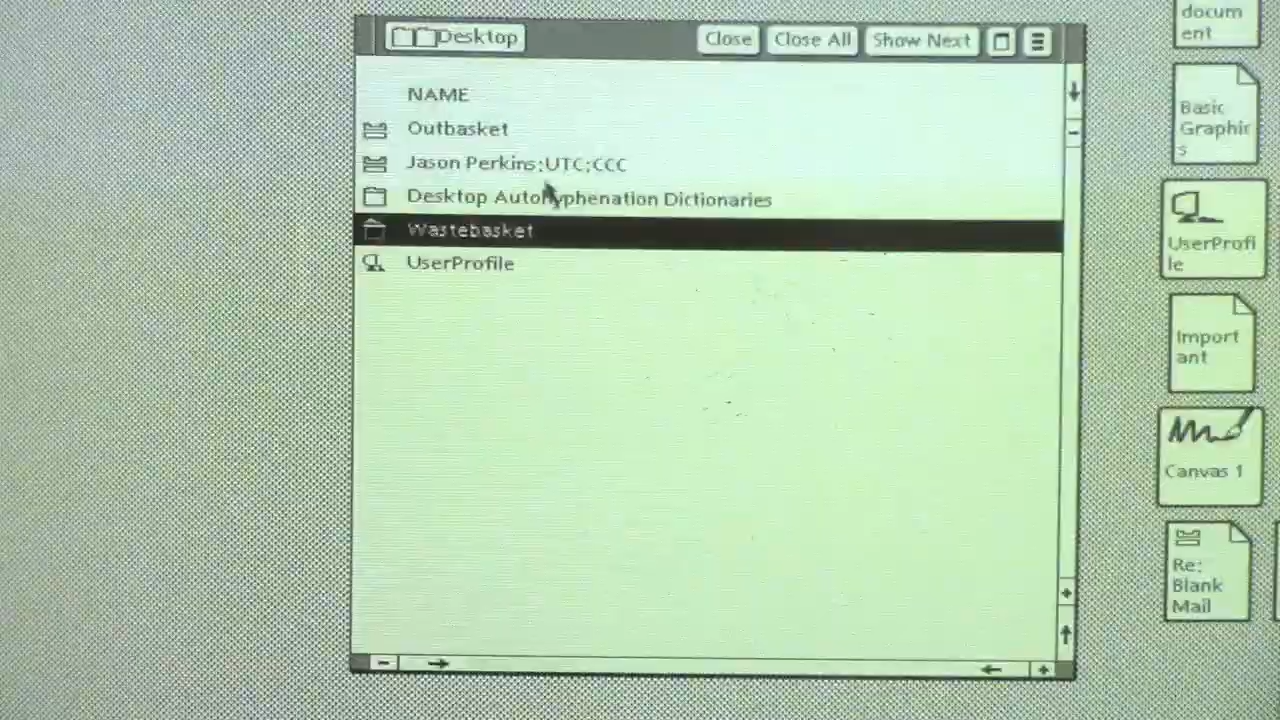 Desktop
Close
Close All
Show Next
NAME
Outbasket
Jason Perkins:UTC:CCC
Desktop Autohyphenation Dictionaries
Wastebasket
UserProfile
docum
ent
Basic
Graphic
s
UserProfi
le
Import
ant
Canvas 1
Re:
Blank
Mail